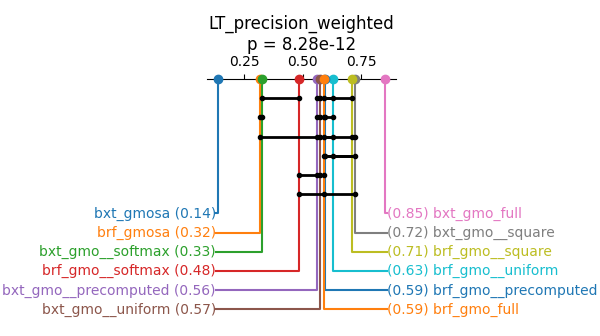 LT_precision_weighted
p = 8.28e-12
0.25 0.50 0.75
bxt_gmosa (0.14) (0.85) bxt_gmo_full
brf_gmosa (0.32) (0.72) bxt_gmo__square
bxt_gmo__softmax (0.33) (0.71) brf_gmo__square
brf_gmo__softmax (0.48) (0.63) brf_gmo__uniform
bxt_gmo__precomputed (0.56) (0.59) brf_gmo__precomputed
bxt_gmo__uniform (0.57) (0.59) brf_gmo_full